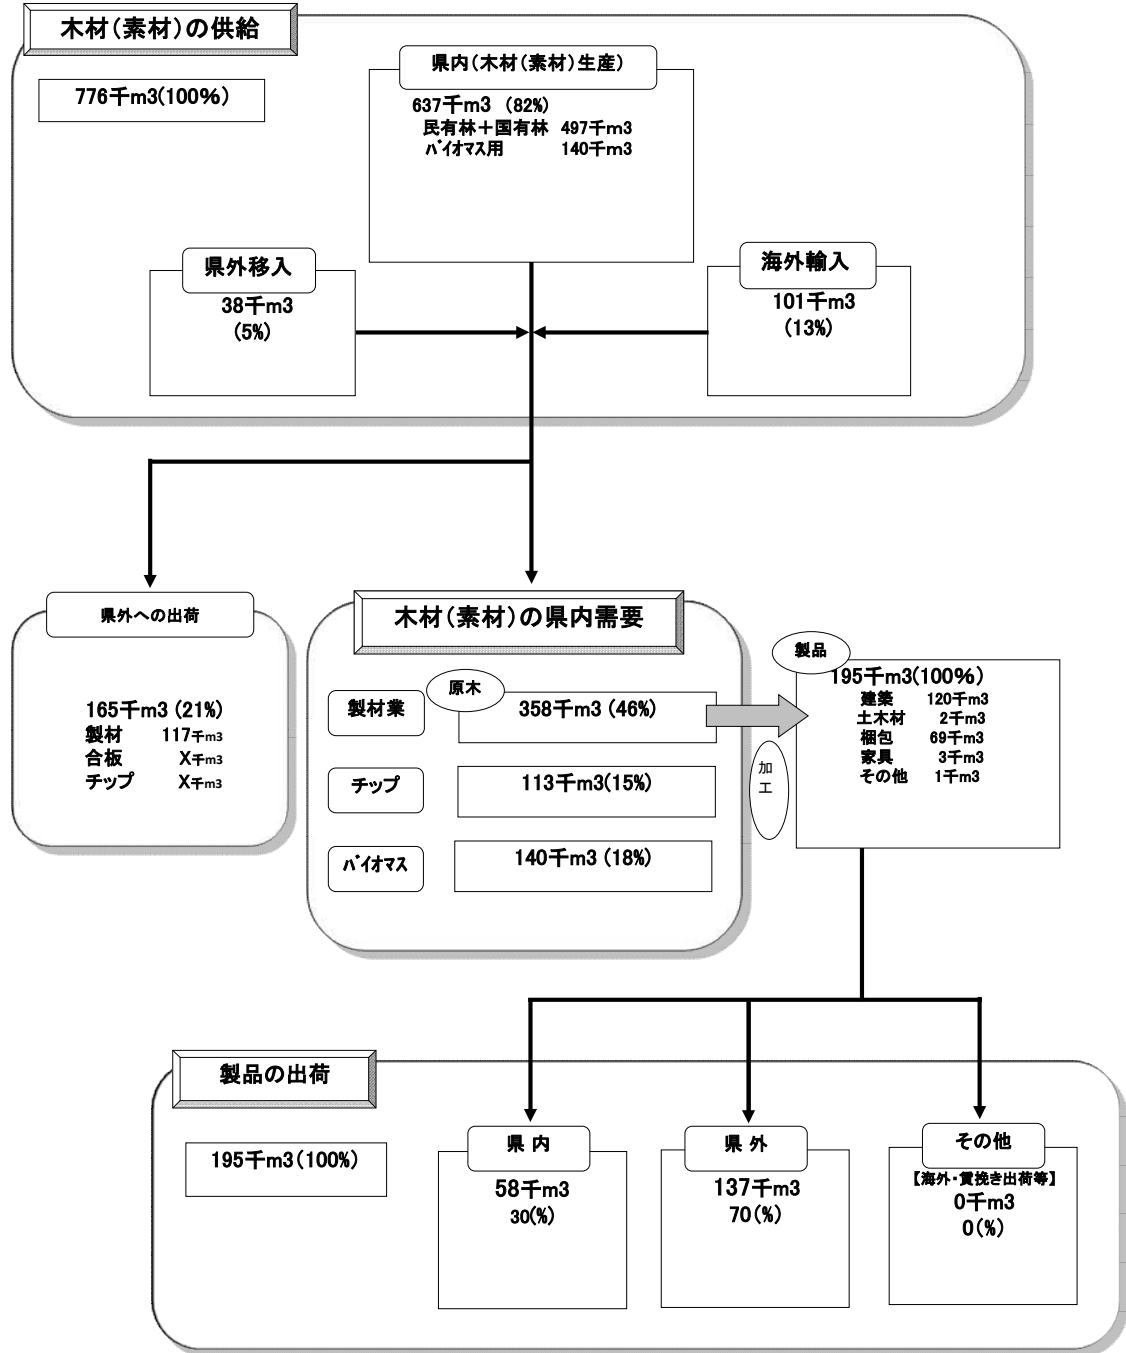 木材(素材)の供給
776千m3(100%)
県内(木材(素材)生産)
637千m3 (82%)
民有林+国有林 497千m3
バイオマス用 140千m3
県外移入
38千m3
(5%)
海外輸入
101千m3
(13%)
県外への出荷
165千m3 (21%)
製材 117千m3
合板 X千m3
チップ X千m3
木材(素材)の県内需要
原木
製材業
358千m3 (46%)
チップ
113千m3(15%)
バイオマス
140千m3 (18%)
加
工
製品
195千m3(100%)
建築 120千m3
土木材 2千m3
梱包 69千m3
家具 3千m3
その他 1千m3
製品の出荷
195千m3(100%)
県 内
58千m3
30(%)
県 外
137千m3
70(%)
その他
【海外・賃挽き出荷等】
0千m3
0(%)